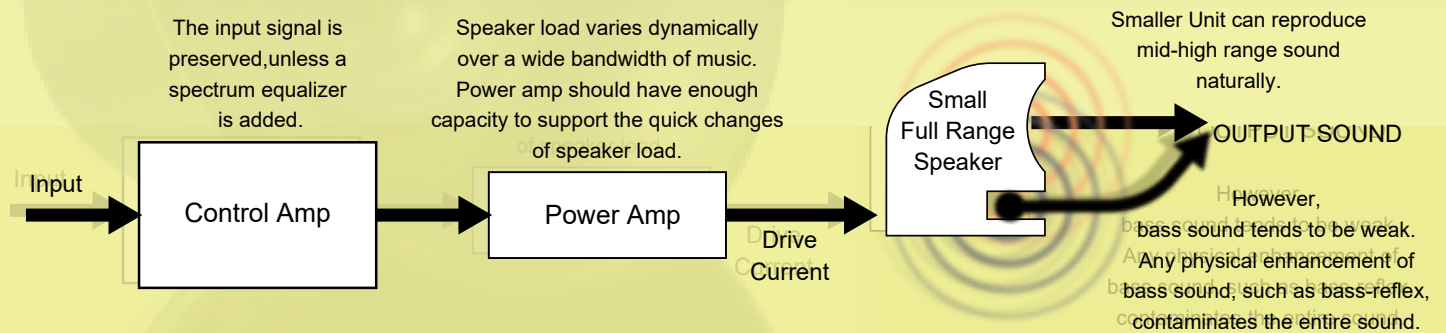 The input signal is
preserved,unless a
spectrum equalizer
is added.
Speaker load varies dynamically
over a wide bandwidth of music.
Power amp should have enough
capacity to support the quick changes
of speaker load.
Smaller Unit can reproduce
mid-high range sound
naturally.
Input
Control Amp
Power Amp
Drive
Current
Small
Full Range
Speaker
OUTPUT SOUND
However,
bass sound tends to be weak.
Any physical enhancement of
bass sound, such as bass-reflex,
contaminates the entire sound.